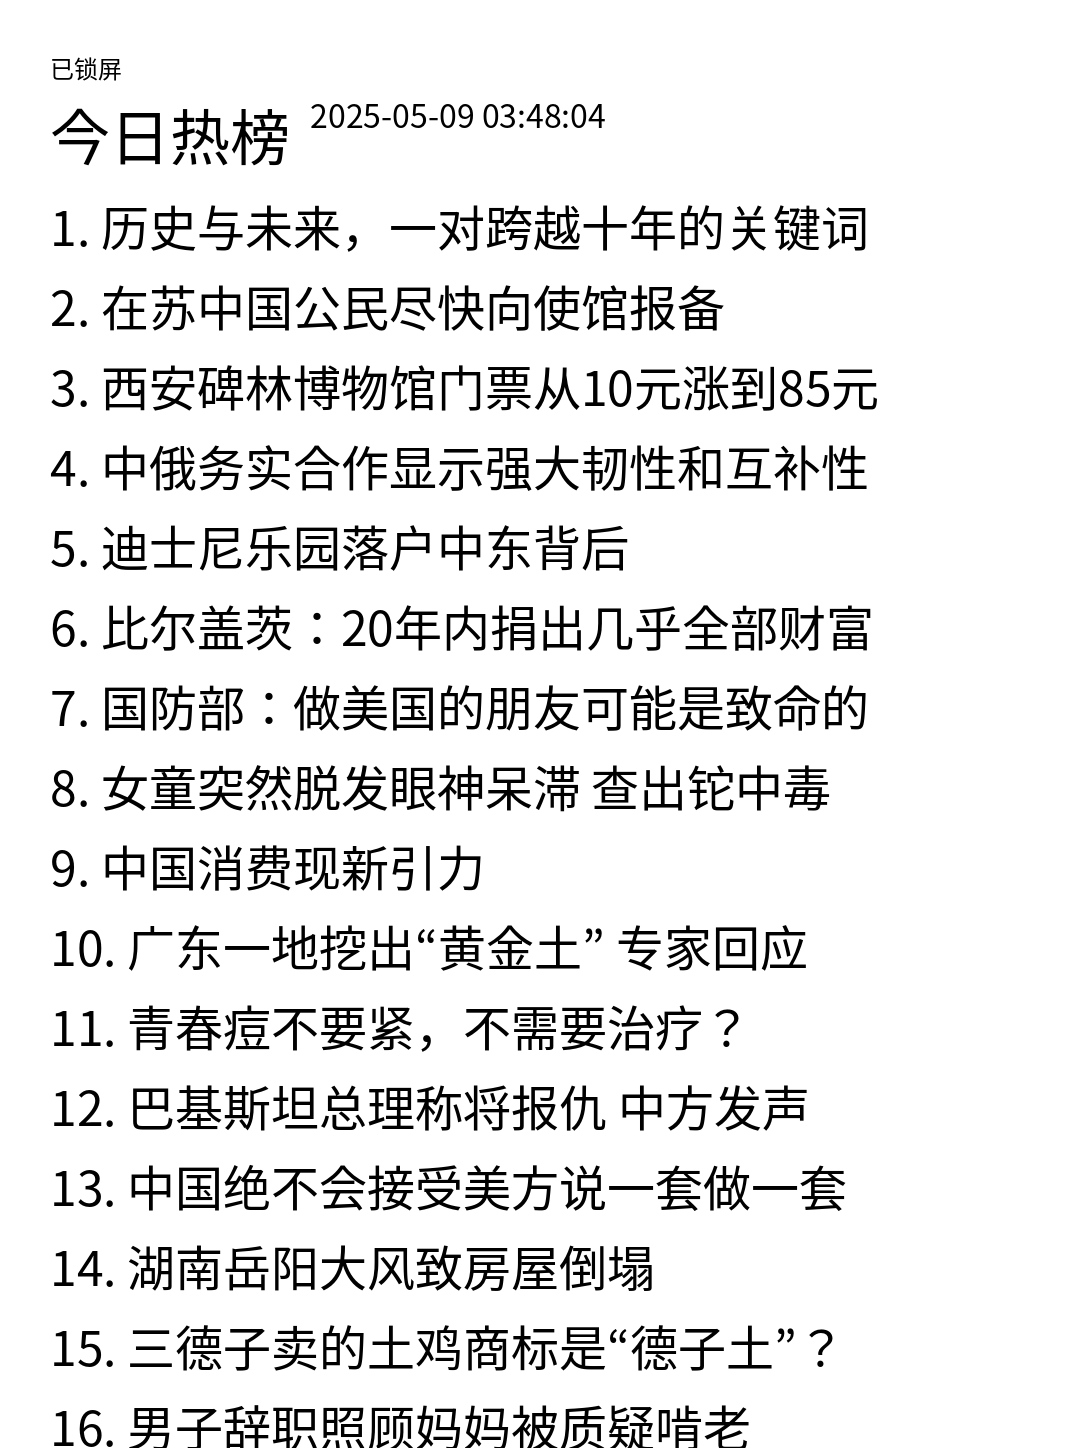 已锁屏
今日热榜 2025-05-09 03:48:04
1. 历史与未来，一对跨越十年的关键词
2. 在苏中国公民尽快向使馆报备
3. 西安碑林博物馆门票从10元涨到85元
4. 中俄务实合作显示强大韧性和互补性
5. 迪士尼乐园落户中东背后
6. 比尔盖茨：20年内捐出几乎全部财富
7. 国防部：做美国的朋友可能是致命的
8. 女童突然脱发眼神呆滞 查出铊中毒
9. 中国消费现新引力
10. 广东一地挖出“黄金土” 专家回应
11. 青春痘不要紧，不需要治疗？
12. 巴基斯坦总理称将报仇 中方发声
13. 中国绝不会接受美方说一套做一套
14. 湖南岳阳大风致房屋倒塌
15. 三德子卖的土鸡商标是“德子土”？
16. 男子辞职照顾妈妈被质疑啃老